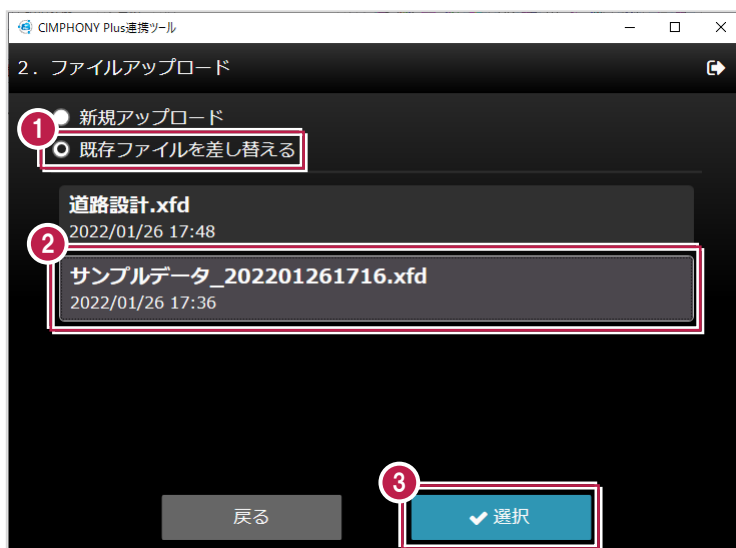 CIMPHONY Plus連携ツール
2．ファイルアップロード
新規アップロード
1
既存ファイルを差し替える
道路設計.xfd
2022/01/26 17:48
2
サンプルデータ_202201261716.xfd
2022/01/26 17:36
3
戻る
選択